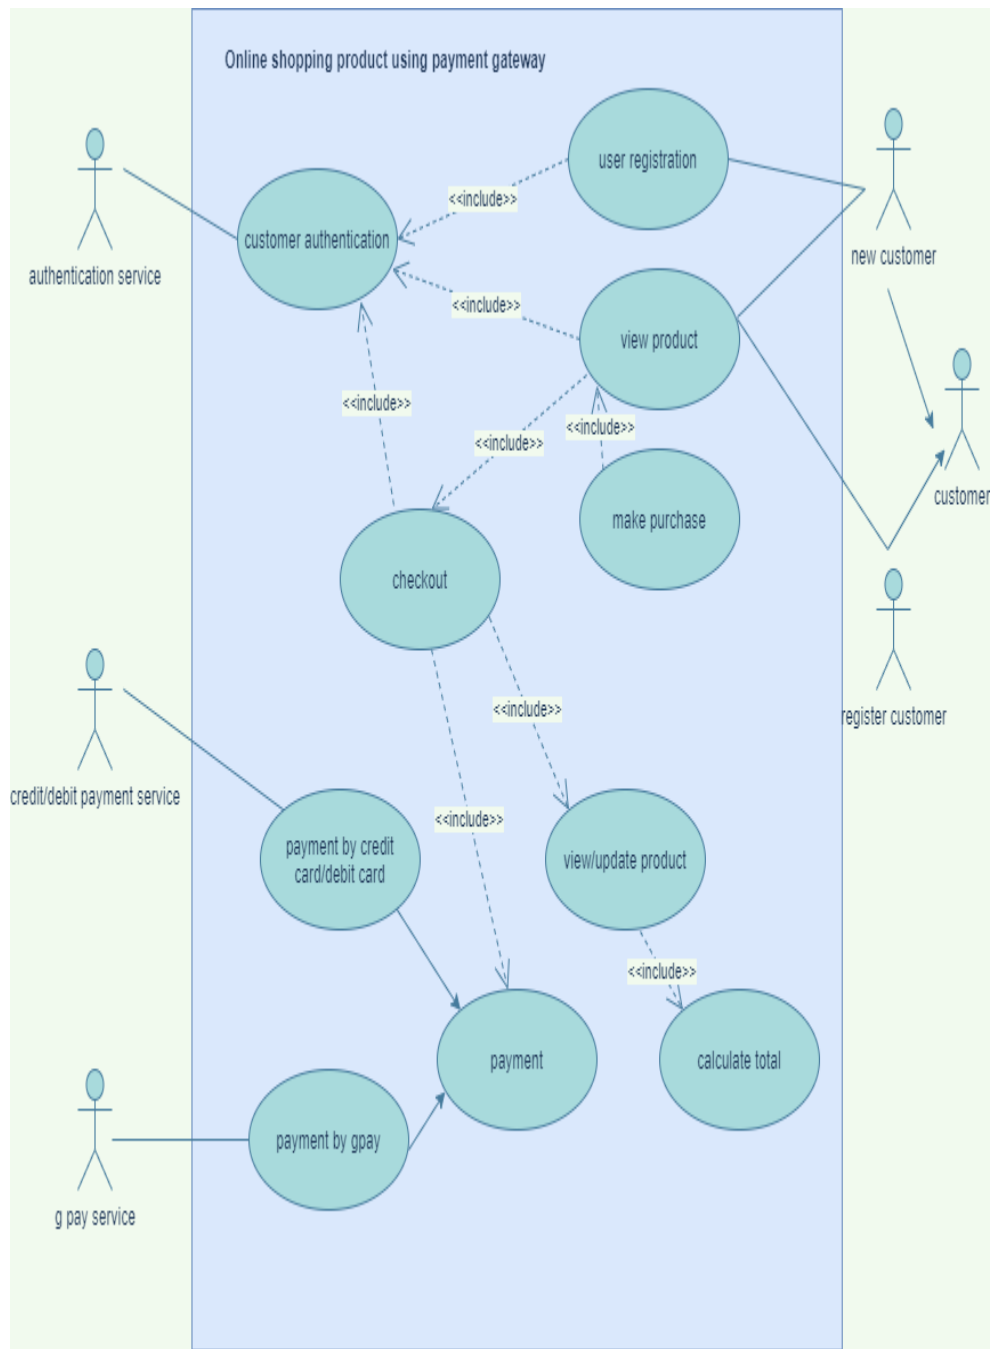 Online shopping product using payment gateway
user registration
<<include>>
customer authentication
authentication service
new customer
<<include>>
view product
<<include>>
<<include>>
<<include>>
make purchase
customer
checkout
register customer
<<include>>
credit/debit payment service
<<include>>
payment by credit
card/debit card
view/update product
<<include>>
payment
calculate total
payment by gpay
g pay service